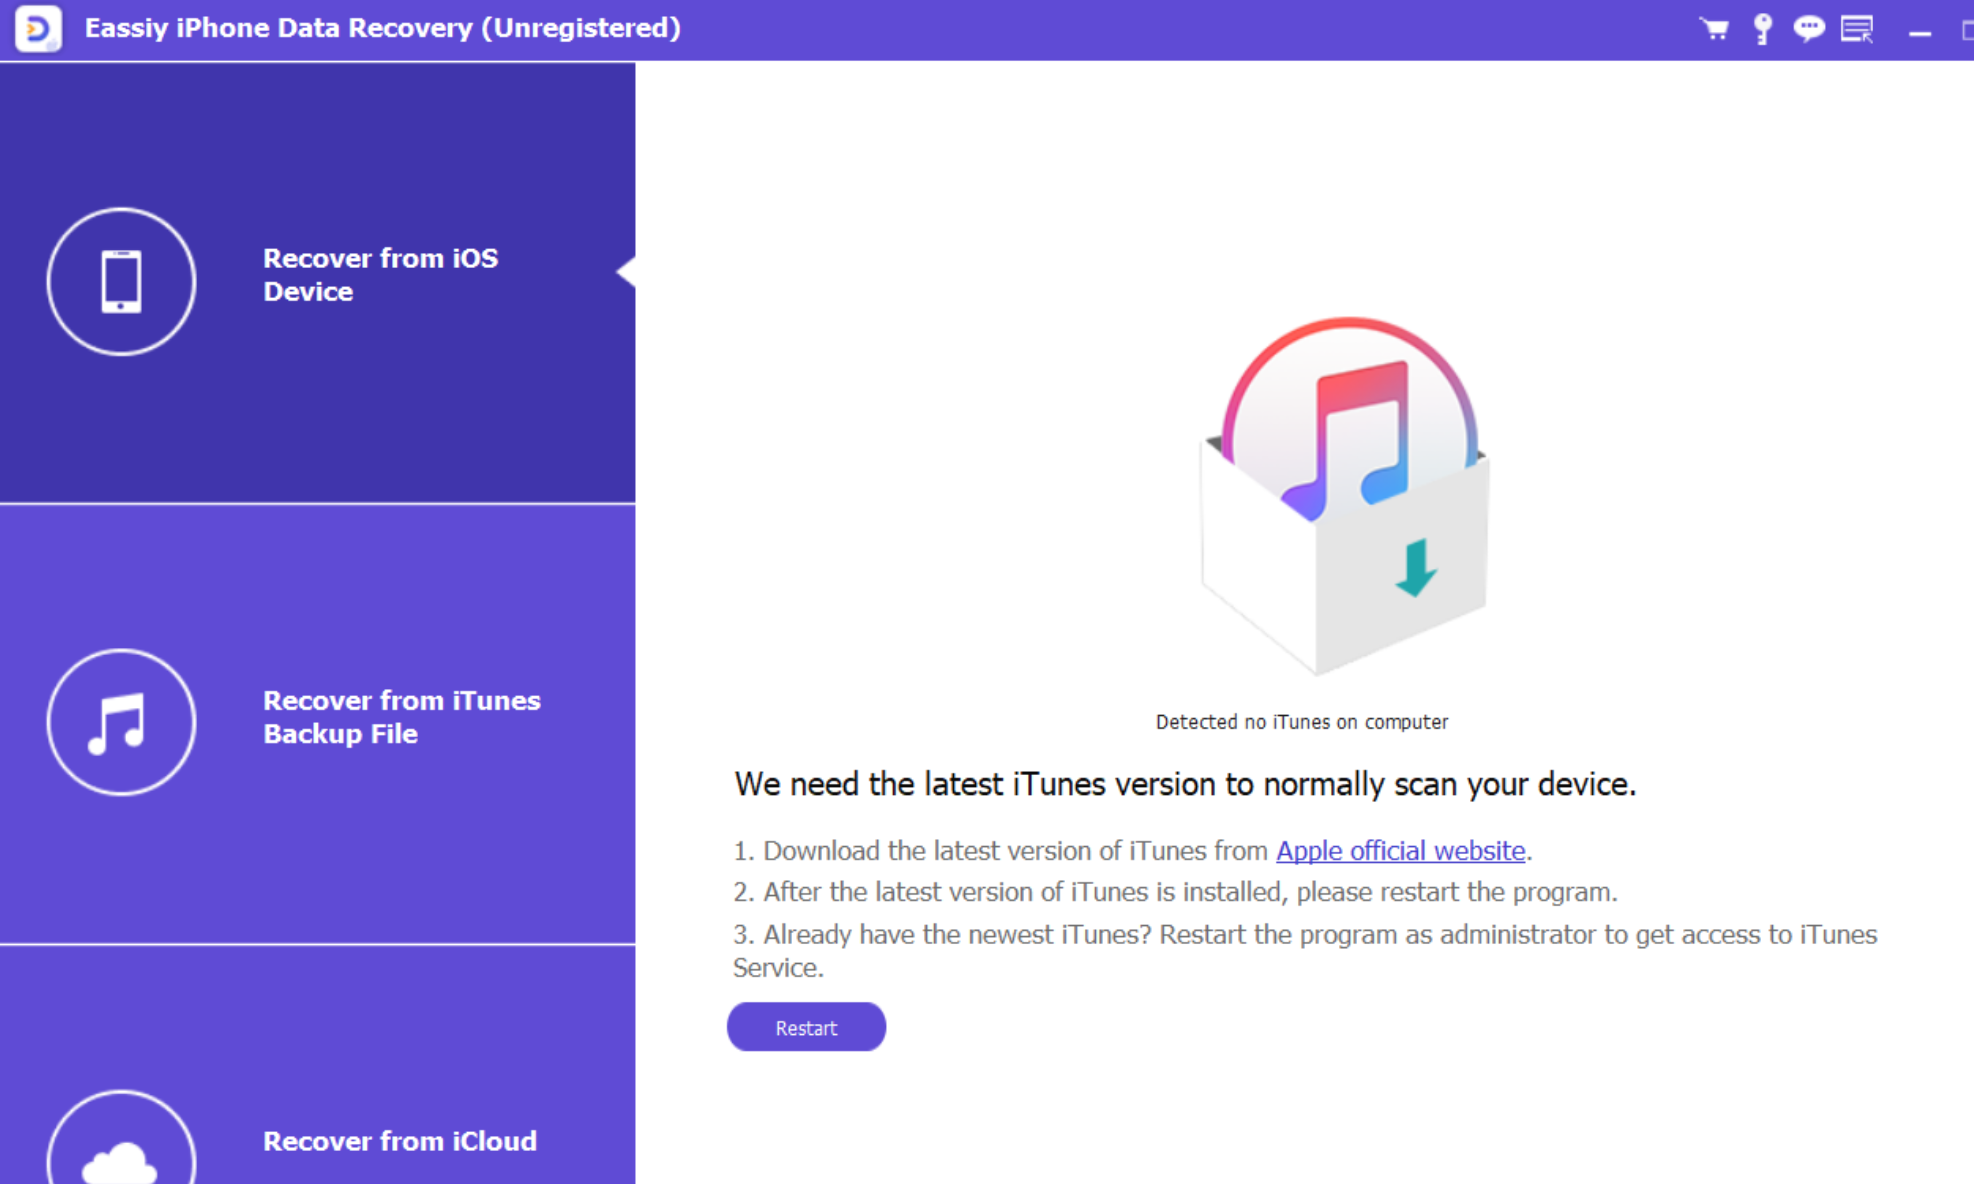 Eassiy iPhone Data Recovery (Unregistered)
Recover from iOS
Device
Recover from iTunes
Backup File
Recover from iCloud
Detected no iTunes on computer
We need the latest iTunes version to normally scan your device.
1. Download the latest version of iTunes from Apple official website.
2. After the latest version of iTunes is installed, please restart the program.
3. Already have the newest iTunes? Restart the program as administrator to get access to iTunes
Service.
Restart